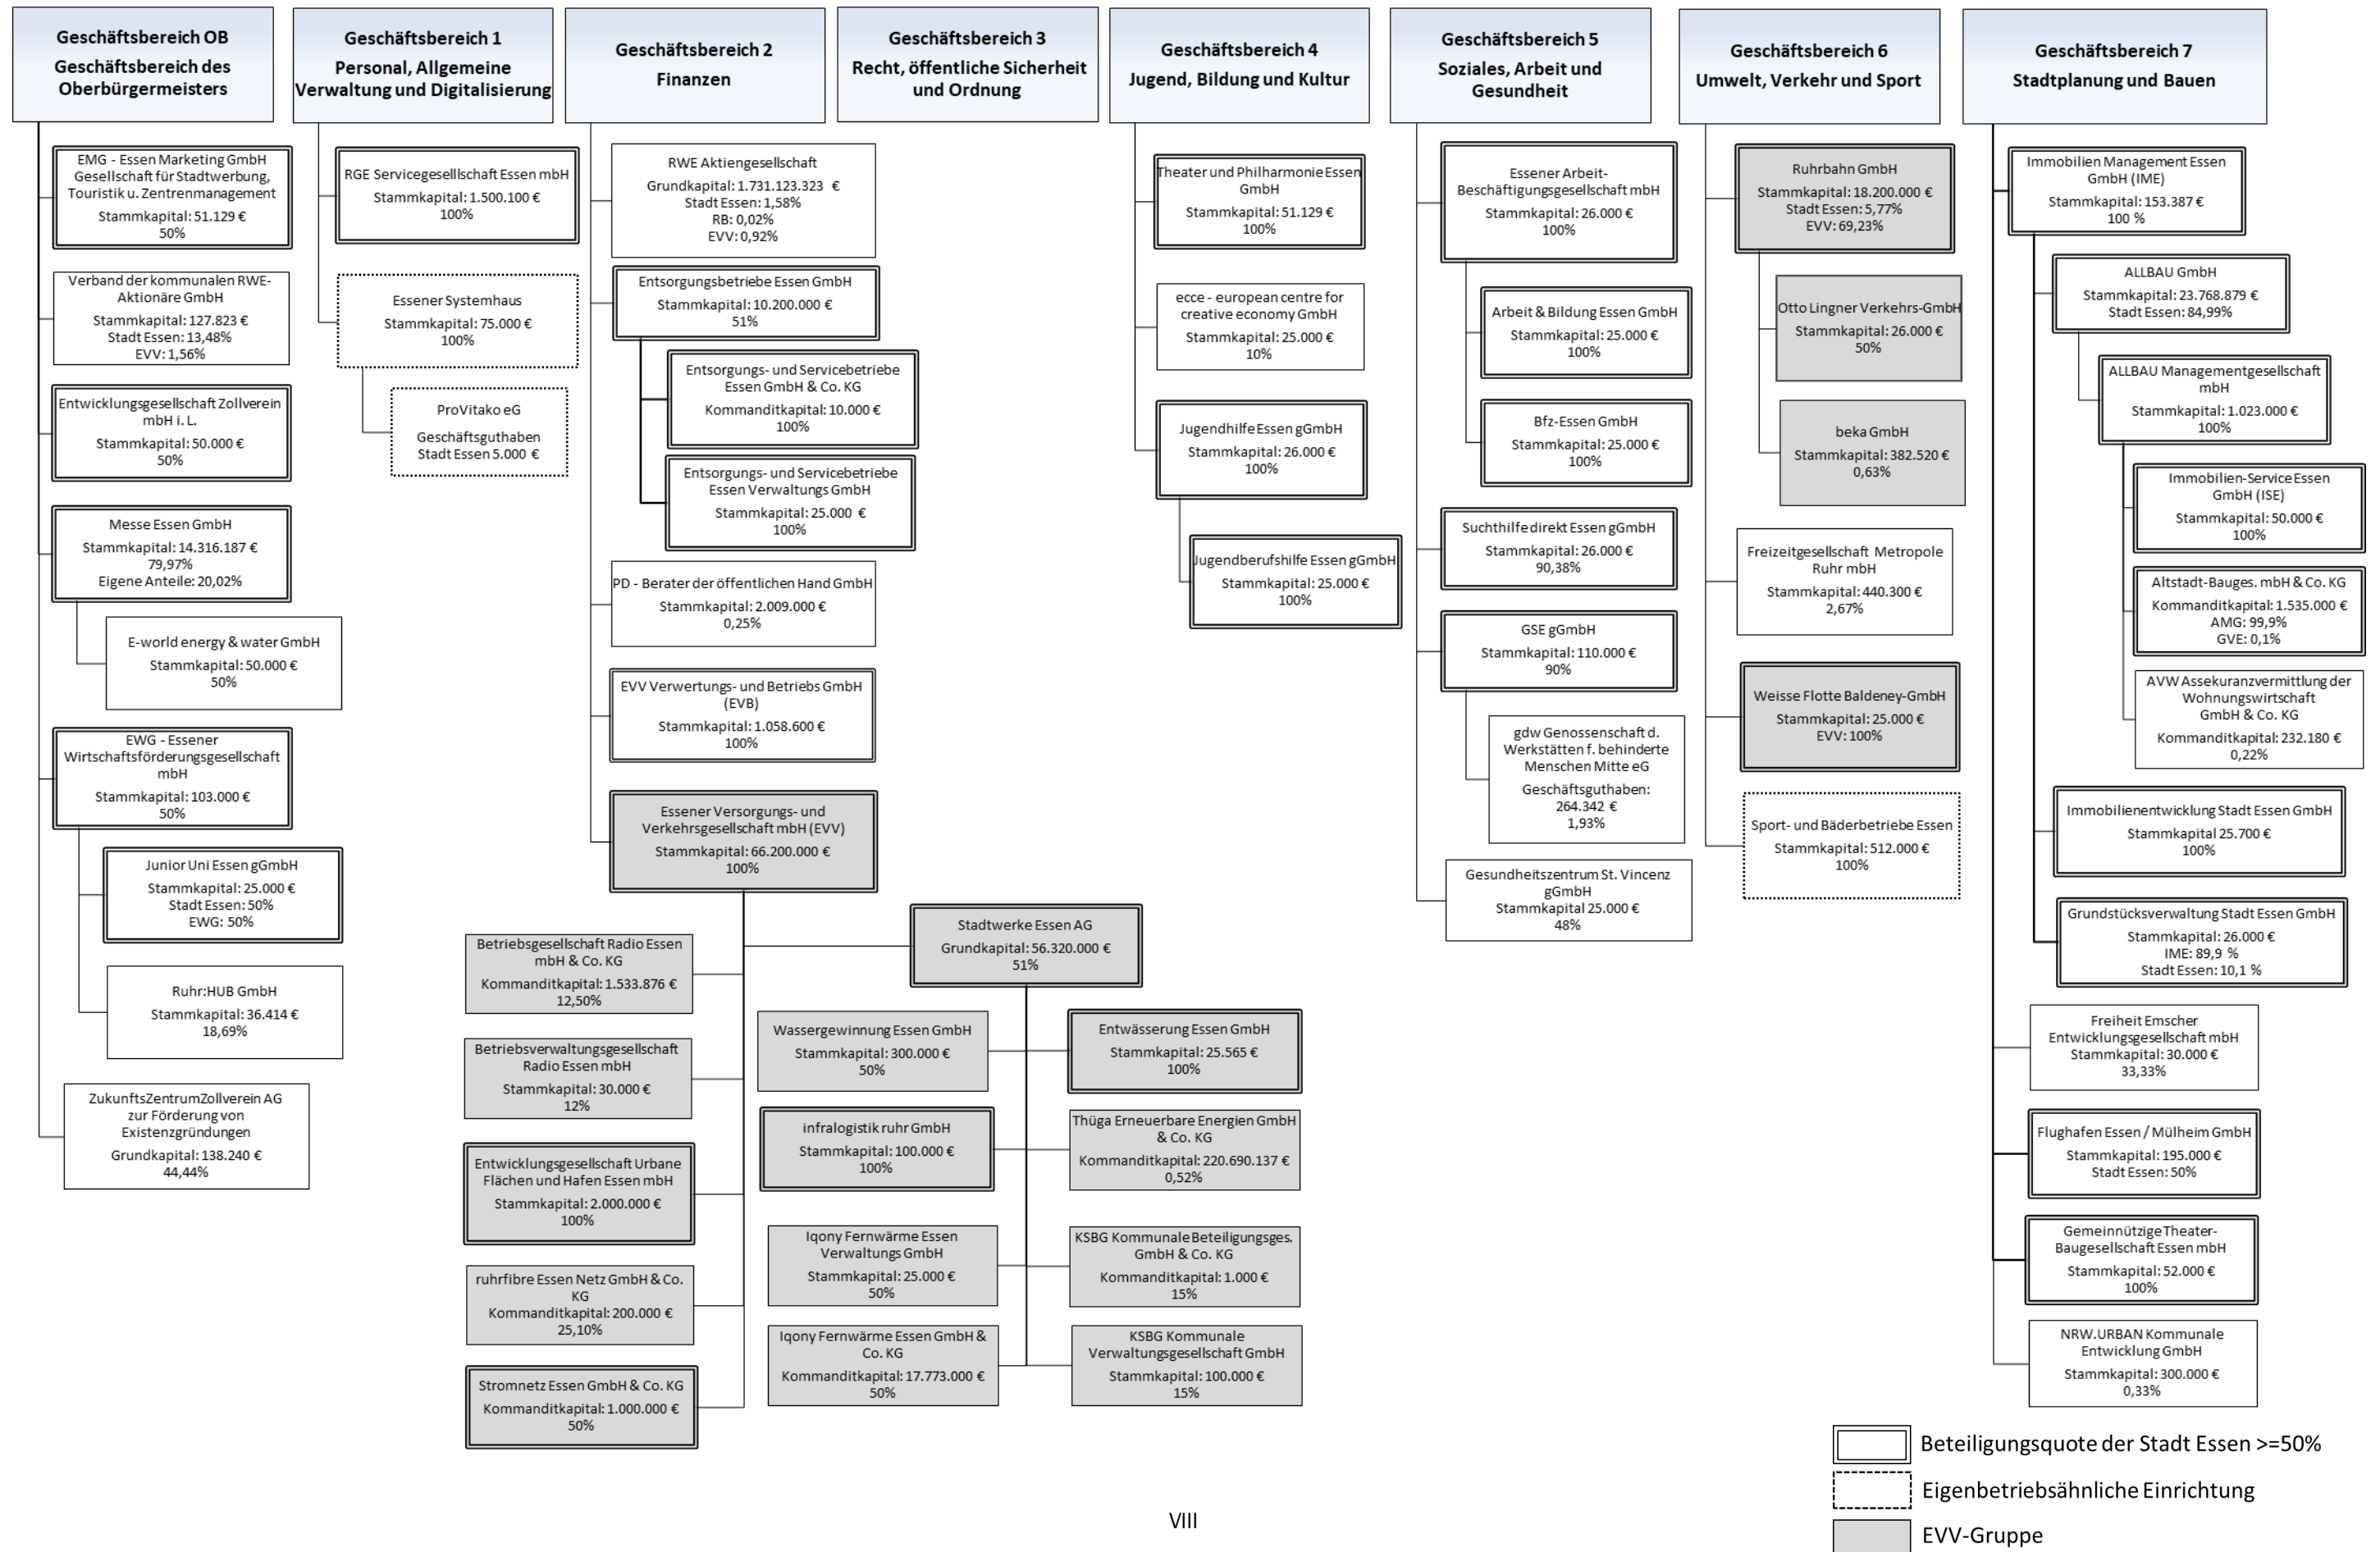 Geschäftsbereich OB
Geschäftsbereich des
Oberbürgermeisters
EMG - Essen Marketing GmbH
Gesellschaft für Stadtwerbung,
Touristik u. Zentrenmanagement
Stammkapital: 51.129 €
50%
Verband der kommunalen RWE-
Aktionäre GmbH
Stammkapital: 127.823 €
Stadt Essen: 13,48%
EVV: 1,56%
Entwicklungsgesellschaft Zollverein
mbH i. L.
Stammkapital: 50.000 €
50%
Messe Essen GmbH
Stammkapital: 14.316.187 €
79,97%
Eigene Anteile: 20,02%
E-world energy & water GmbH
Stammkapital: 50.000 €
50%
EWG - Essener
Wirtschaftsförderungsgesellschaft
mbH
Stammkapital: 103.000 €
50%
Junior Uni Essen gGmbH
Stammkapital: 25.000 €
Stadt Essen: 50%
EWG: 50%
Ruhr:HUB GmbH
Stammkapital: 36.414 €
18,69%
ZukunftsZentrumZollverein AG
zur Förderung von
Existenzgründungen
Grundkapital: 138.240 €
44,44%
Geschäftsbereich 1
Personal, Allgemeine
Verwaltung und Digitalisierung
RGE Servicegeselllschaft Essen mbH
Stammkapital: 1.500.100 €
100%
Essener Systemhaus
Stammkapital: 75.000 €
100%
ProVitako eG
Geschäftsguthaben
Stadt Essen 5.000 €
Geschäftsbereich 2
Finanzen
RWE Aktiengesellschaft
Grundkapital: 1.731.123.323 €
Stadt Essen: 1,58%
RB: 0,02%
EVV: 0,92%
Entsorgungsbetriebe Essen GmbH
Stammkapital: 10.200.000 €
51%
Entsorgungs- und Servicebetriebe
Essen GmbH & Co. KG
Kommanditkapital: 10.000 €
100%
Entsorgungs- und Servicebetriebe
Essen Verwaltungs GmbH
Stammkapital: 25.000 €
100%
PD - Berater der öffentlichen Hand GmbH
Stammkapital: 2.009.000 €
0,25%
EVV Verwertungs- und Betriebs GmbH
(EVB)
Stammkapital: 1.058.600 €
100%
Essener Versorgungs- und
Verkehrsgesellschaft mbH (EVV)
Stammkapital: 66.200.000 €
100%
Betriebsgesellschaft Radio Essen
mbH & Co. KG
Kommanditkapital: 1.533.876 €
12,50%
Betriebsverwaltungsgesellschaft
Radio Essen mbH
Stammkapital: 30.000 €
12%
Entwicklungsgesellschaft Urbane
Flächen und Hafen Essen mbH
Stammkapital: 2.000.000 €
100%
ruhrfibre Essen Netz GmbH & Co.
KG
Kommanditkapital: 200.000 €
25,10%
Stromnetz Essen GmbH & Co. KG
Kommanditkapital: 1.000.000 €
50%
Stadtwerke Essen AG
Grundkapital: 56.320.000 €
51%
Wassergewinnung Essen GmbH
Stammkapital: 300.000 €
50%
Entwässerung Essen GmbH
Stammkapital: 25.565 €
100%
infralogistik ruhr GmbH
Stammkapital: 100.000 €
100%
Thüga Erneuerbare Energien GmbH
& Co. KG
Kommanditkapital: 220.690.137 €
0,52%
Iqony Fernwärme Essen
Verwaltungs GmbH
Stammkapital: 25.000 €
50%
KSBG Kommunale Beteiligungsges.
GmbH & Co. KG
Kommanditkapital: 1.000 €
15%
Iqony Fernwärme Essen GmbH &
Co. KG
Kommanditkapital: 17.773.000 €
50%
KSBG Kommunale
Verwaltungsgesellschaft GmbH
Stammkapital: 100.000 €
15%
Geschäftsbereich 3
Recht, öffentliche Sicherheit
und Ordnung
Geschäftsbereich 4
Jugend, Bildung und Kultur
Theater und Philharmonie Essen
GmbH
Stammkapital: 51.129 €
100%
ecce - european centre for
creative economy GmbH
Stammkapital: 25.000 €
10%
Jugendhilfe Essen gGmbH
Stammkapital: 26.000 €
100%
Jugendberufshilfe Essen gGmbH
Stammkapital: 25.000 €
100%
Geschäftsbereich 5
Soziales, Arbeit und
Gesundheit
Essener Arbeit-
Beschäftigungsgesellschaft mbH
Stammkapital: 26.000 €
100%
Arbeit & Bildung Essen GmbH
Stammkapital: 25.000 €
100%
Bfz-Essen GmbH
Stammkapital: 25.000 €
100%
Suchthilfe direkt Essen gGmbH
Stammkapital: 26.000 €
90,38%
GSE gGmbH
Stammkapital: 110.000 €
90%
gdw Genossenschaft d.
Werkstätten f. behinderte
Menschen Mitte eG
Geschäftsguthaben:
264.342 €
1,93%
Gesundheitszentrum St. Vincenz
gGmbH
Stammkapital 25.000 €
48%
Geschäftsbereich 6
Umwelt, Verkehr und Sport
Ruhrbahn GmbH
Stammkapital: 18.200.000 €
Stadt Essen: 5,77%
EVV: 69,23%
Otto Lingner Verkehrs-GmbH
Stammkapital: 26.000 €
50%
beka GmbH
Stammkapital: 382.520 €
0,63%
Freizeitgesellschaft Metropole
Ruhr mbH
Stammkapital: 440.300 €
2,67%
Weisse Flotte Baldeney-GmbH
Stammkapital: 25.000 €
EVV: 100%
Sport- und Bäderbetriebe Essen
Stammkapital: 512.000 €
100%
Geschäftsbereich 7
Stadtplanung und Bauen
Immobilien Management Essen
GmbH (IME)
Stammkapital: 153.387 €
100 %
ALLBAU GmbH
Stammkapital: 23.768.879 €
Stadt Essen: 84,99%
ALLBAU Managementgesellschaft
mbH
Stammkapital: 1.023.000 €
100%
Immobilien-Service Essen
GmbH (ISE)
Stammkapital: 50.000 €
100%
Altstadt-Bauges. mbH & Co. KG
Kommanditkapital: 1.535.000 €
AMG: 99,9%
GVE: 0,1%
AVW Assekuranzvermittlung der
Wohnungswirtschaft
GmbH & Co. KG
Kommanditkapital: 232.180 €
0,22%
Immobilienentwicklung Stadt Essen GmbH
Stammkapital 25.700 €
100%
Grundstücksverwaltung Stadt Essen GmbH
Stammkapital: 26.000 €
IME: 89,9 %
Stadt Essen: 10,1 %
Freiheit Emscher
Entwicklungsgesellschaft mbH
Stammkapital: 30.000 €
33,33%
Flughafen Essen / Mülheim GmbH
Stammkapital: 195.000 €
Stadt Essen: 50%
Gemeinnützige Theater-
Baugesellschaft Essen mbH
Stammkapital: 52.000 €
100%
NRW.URBAN Kommunale
Entwicklung GmbH
Stammkapital: 300.000 €
0,33%
Beteiligungsquote der Stadt Essen >=50%
Eigenbetriebsähnliche Einrichtung
EVV-Gruppe
VIII